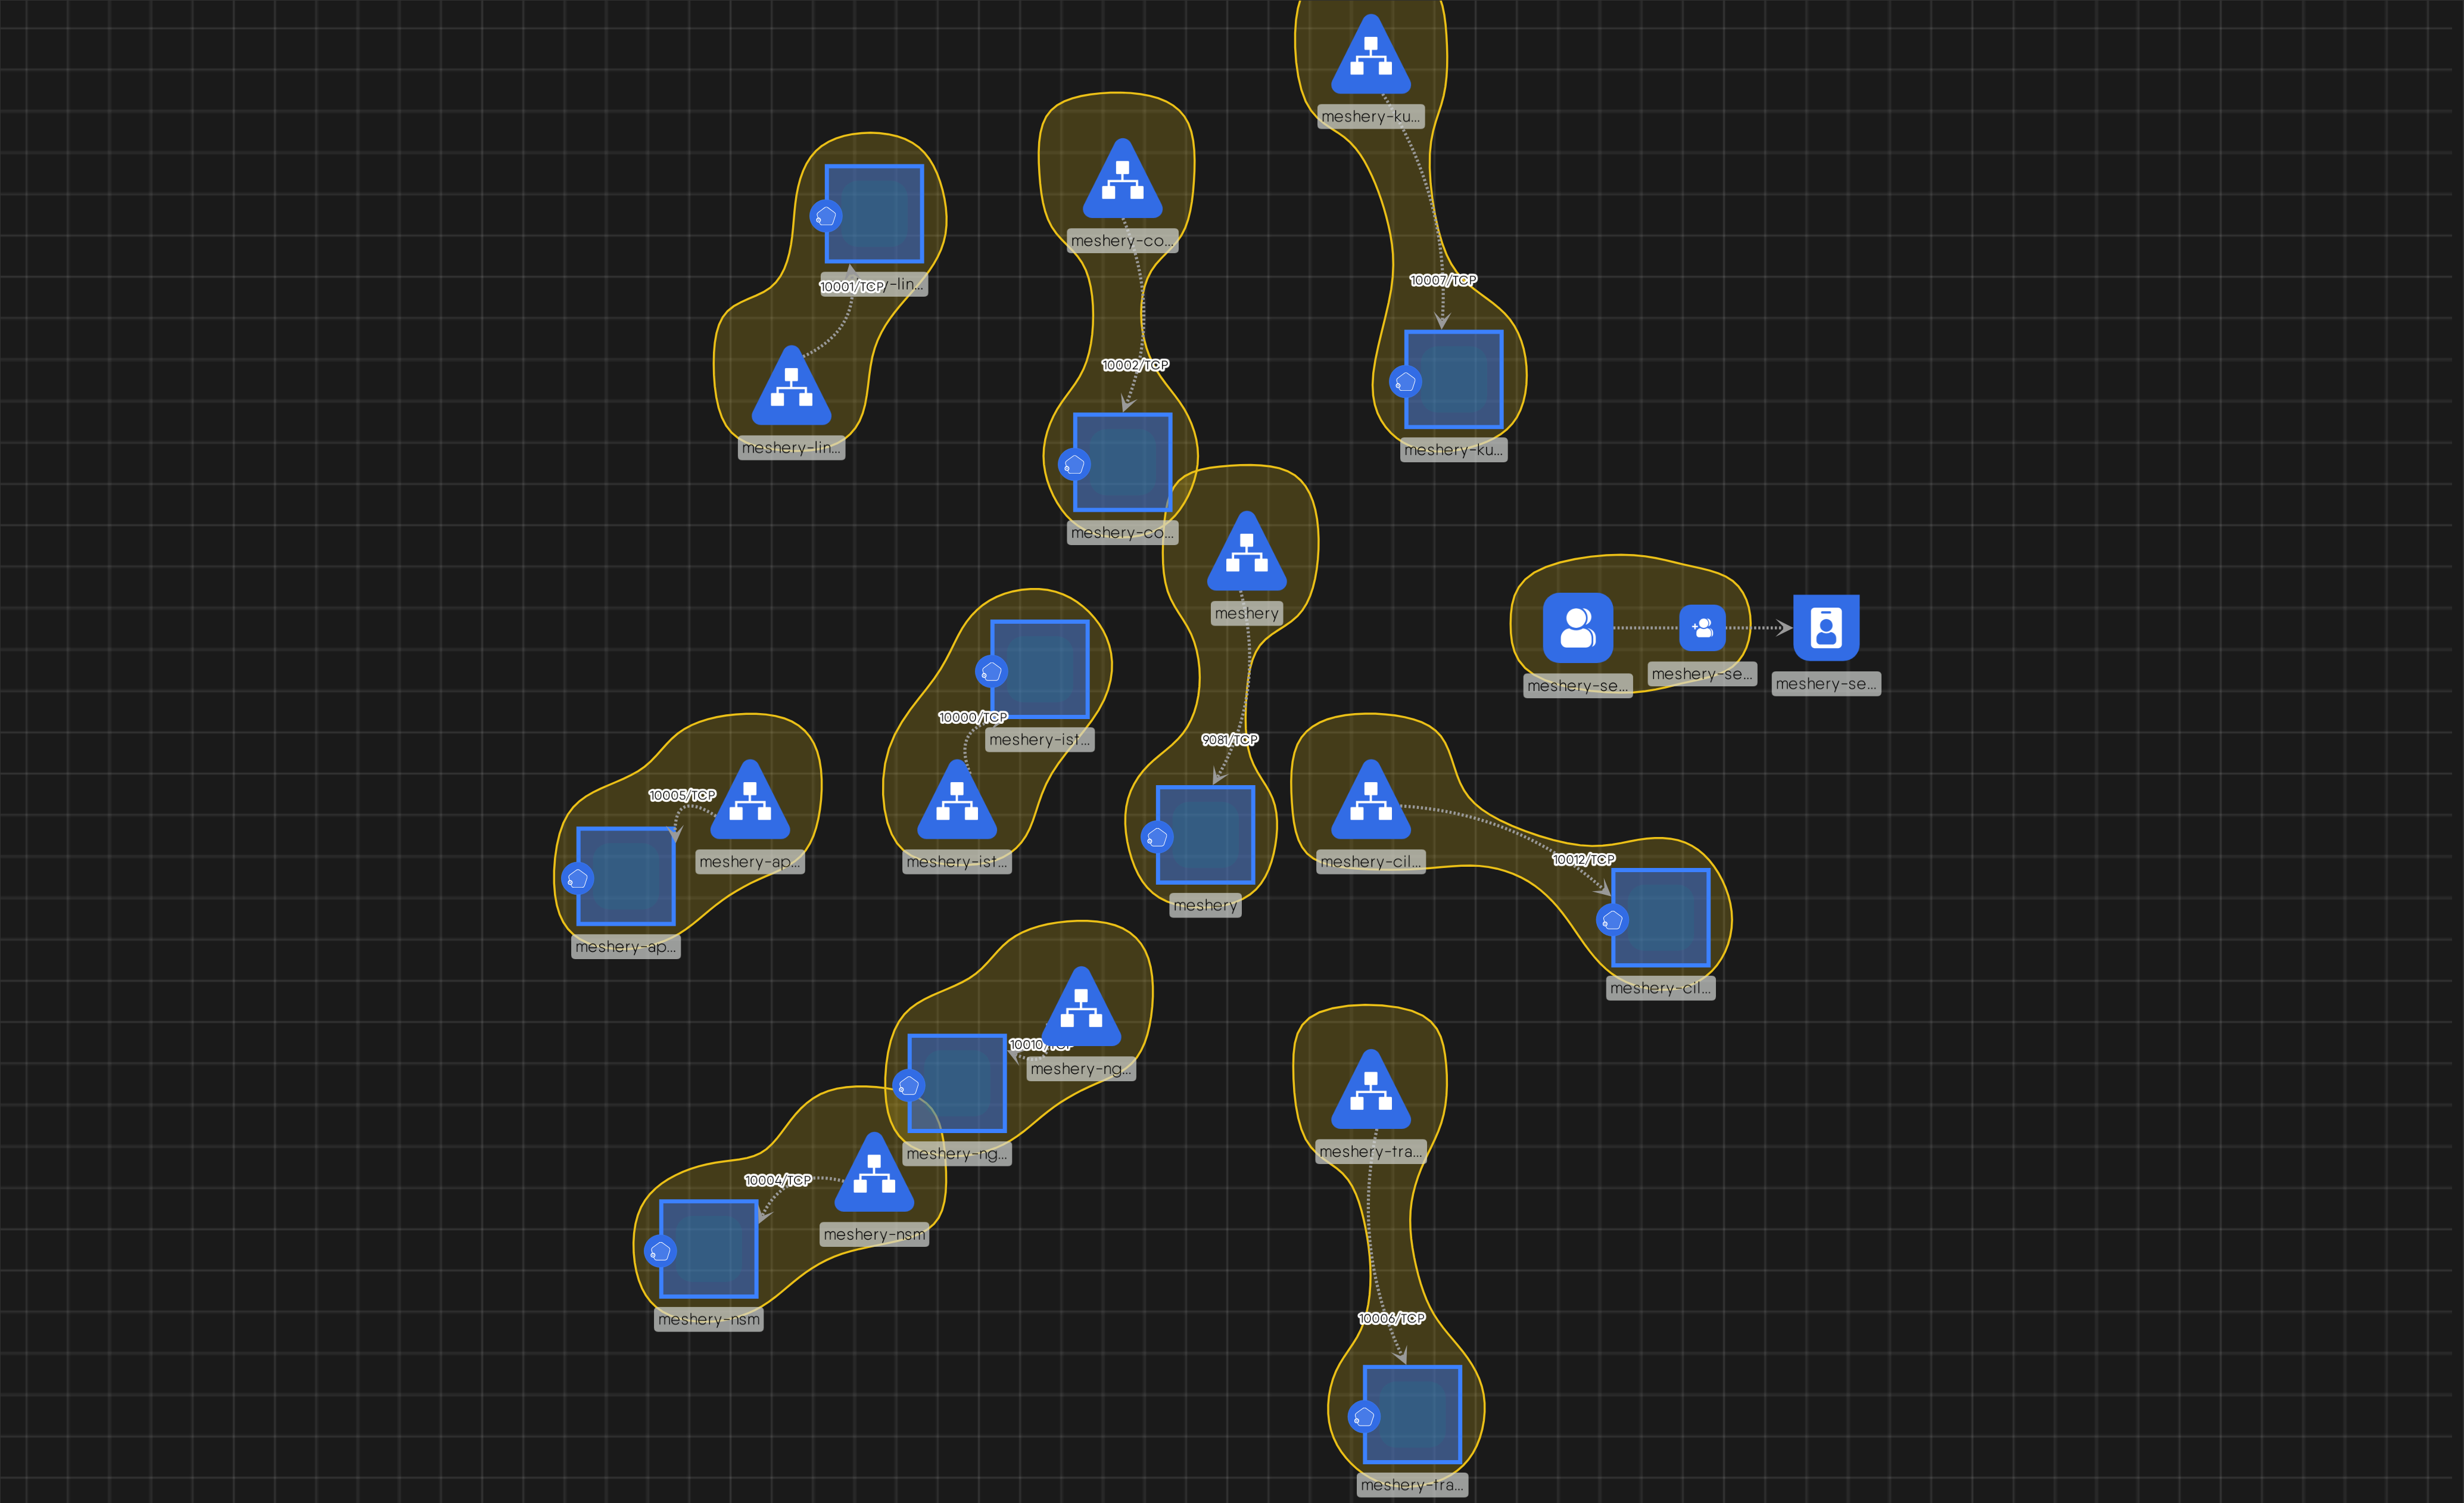 meshery-ku...
meshery-co...
10007/TCP
10001/TCP
y-lin...
10002/TCP
meshery-lin...
meshery-ku...
meshery-co...
meshery
meshery-se...
meshery-se...
meshery-se...
10000/TCP
meshery-ist...
9081/TCP
10005/TCP
meshery-ap...
meshery-ist...
meshery-cil...
10012/TCP
meshery
meshery-ap...
meshery-cil...
10010/TCP
meshery-ng...
meshery-ng...
meshery-tra...
10004/TCP
meshery-nsm
meshery-nsm
10006/TCP
meshery-tra...